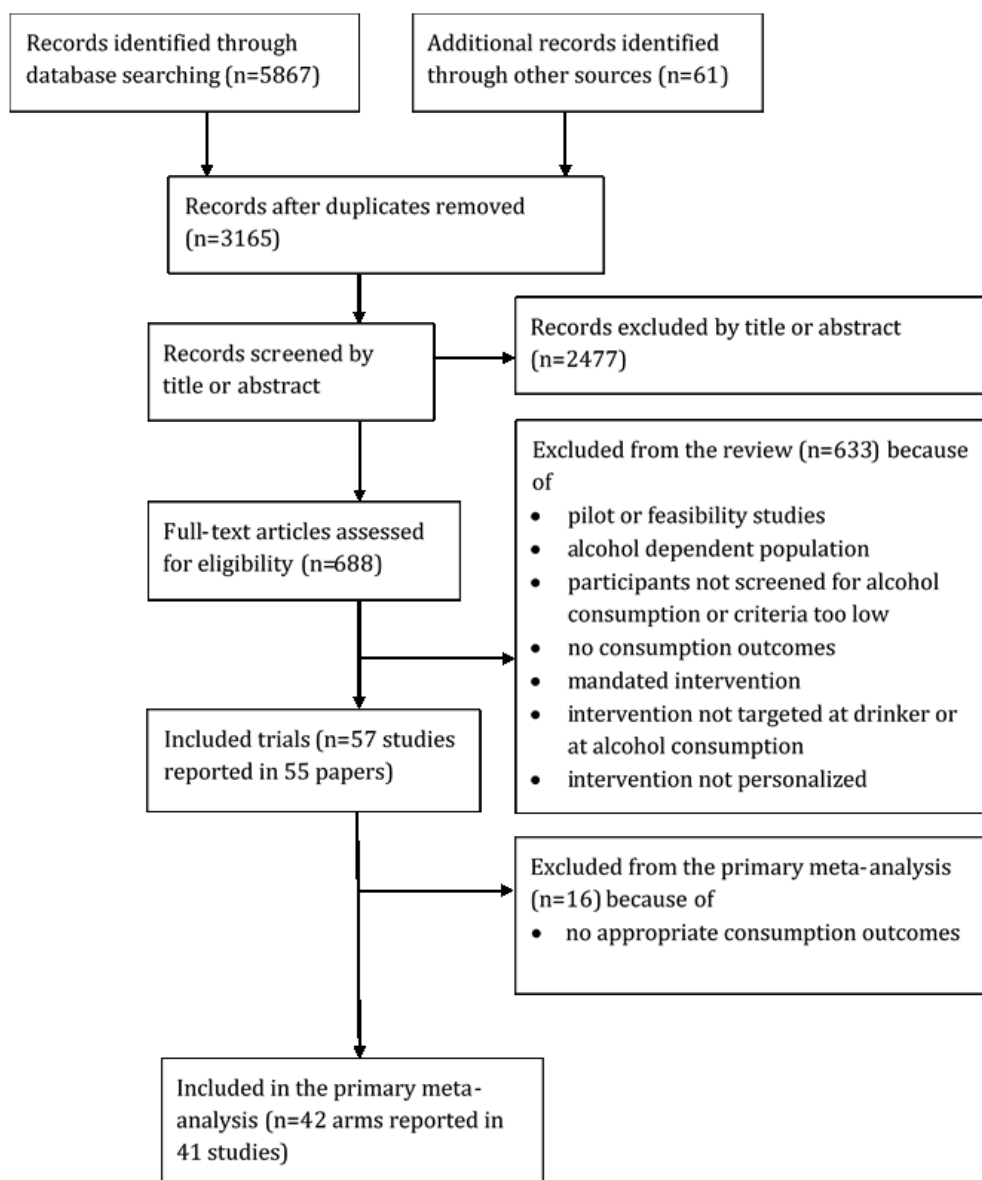 Records identified through
database searching (n=5867)
Additional records identified
through other sources (n=61)
Records after duplicates removed
(n=3165)
Records screened by
title or abstract
Records excluded by title or abstract
(n=2477)
Full-text articles assessed
for eligibility (n=688)
Excluded from the review (n=633) because
of
• pilot or feasibility studies
• alcohol dependent population
• participants not screened for alcohol
consumption or criteria too low
• no consumption outcomes
• mandated intervention
• intervention not targeted at drinker or
at alcohol consumption
• intervention not personalized
Included trials (n=57 studies
reported in 55 papers)
Excluded from the primary meta-analysis
(n=16) because of
• no appropriate consumption outcomes
Included in the primary meta-
analysis (n=42 arms reported in
41 studies)